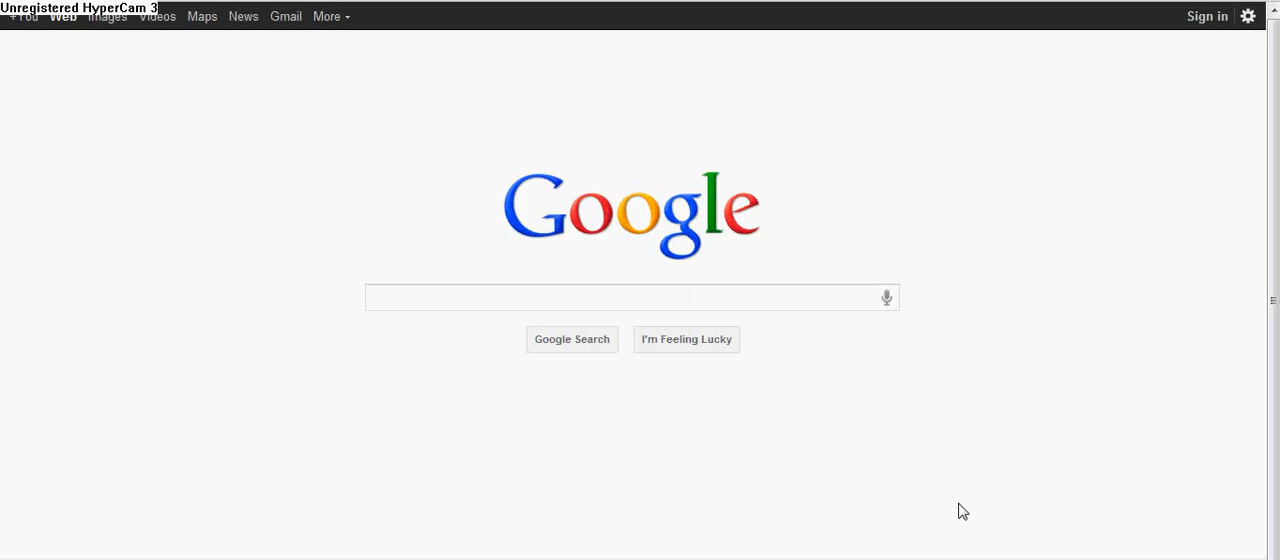 Unregistered HyperCam 3
+You Web Images Videos Maps News Gmail More Sign in
Google
Google Search I'm Feeling Lucky